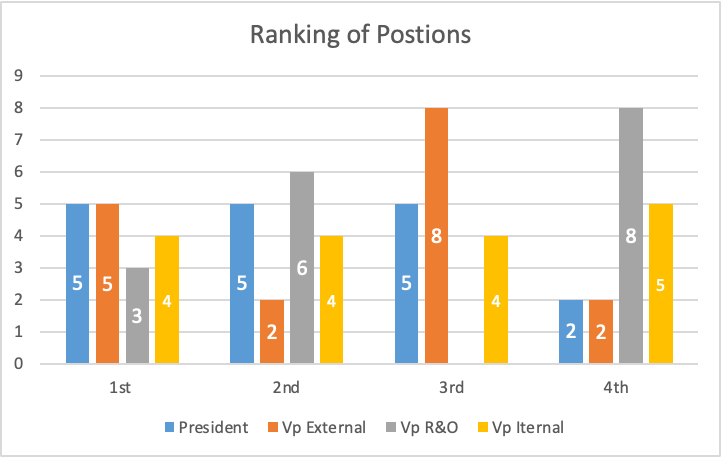 Ranking of Postions
9
8
7
6
5
4
3
2
1
0
5 5 3 4
5 2 6 4
5 8 4
2 2 8 5
1st 2nd 3rd 4th
President Vp External Vp R&O Vp Iternal